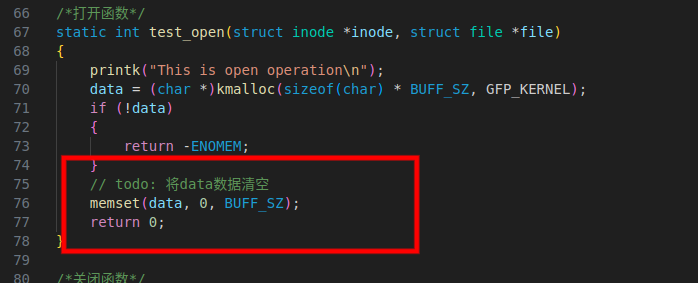 66 /*打开函数*/
67 static int test_open(struct inode *inode, struct file *file)
68 {
69 printk("This is open operation\n");
70 data = (char *)kmalloc(sizeof(char) * BUFF_SZ, GFP_KERNEL);
71 if (!data)
72 {
73 return -ENOMEM;
74 }
75 // todo: 将data数据清空
76 memset(data, 0, BUFF_SZ);
77 return 0;
78 }
79
80 /*关闭函数*/